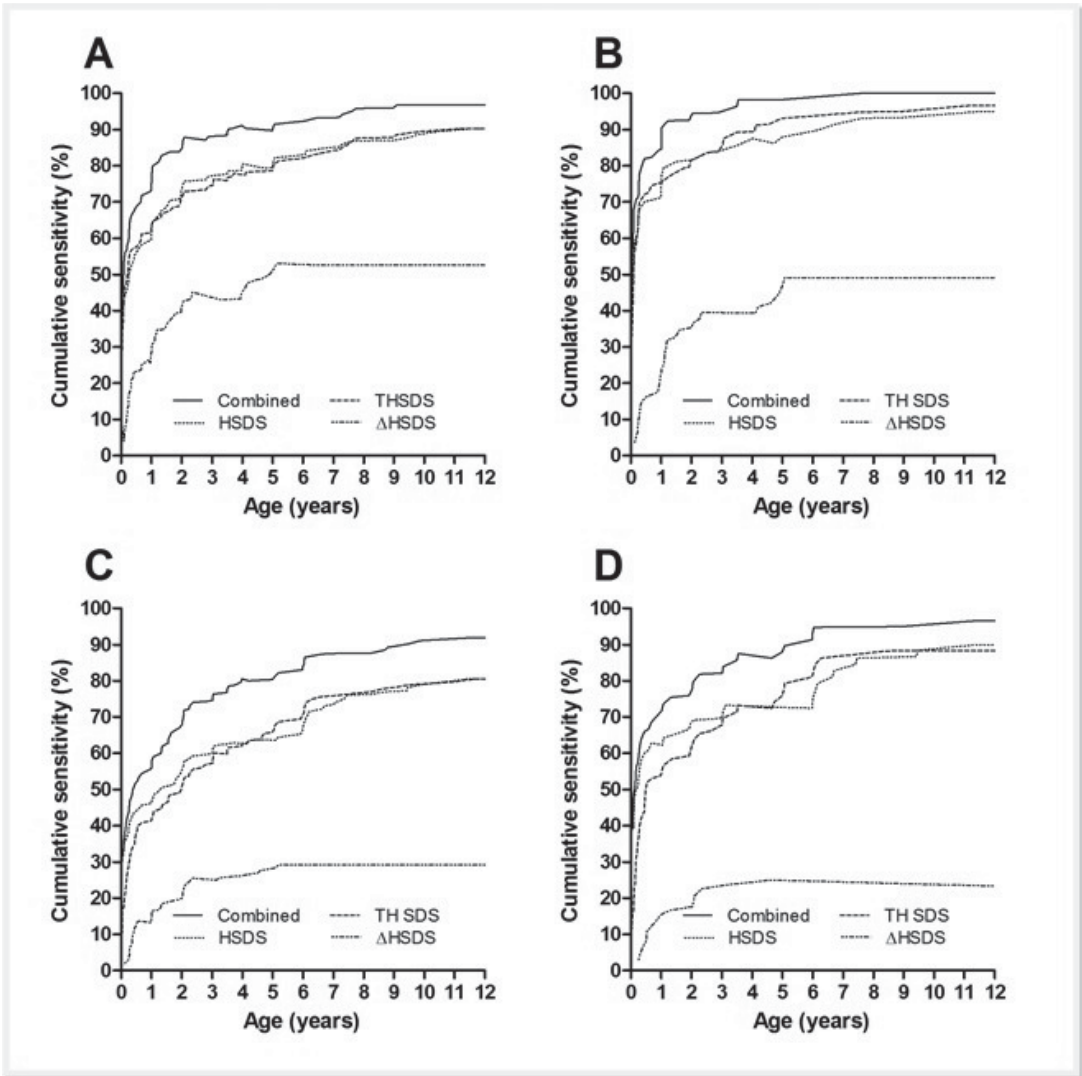 A
Cumulative sensitivity (%)
100
90
80
70
60
50
40
30
20
10
0
Combined THSDS
HSDS ΔHSDS
0 1 2 3 4 5 6 7 8 9 10 11 12
Age (years)
B
Cumulative sensitivity (%)
100
90
80
70
60
50
40
30
20
10
0
Combined TH SDS
HSDS ΔHSDS
0 1 2 3 4 5 6 7 8 9 10 11 12
Age (years)
C
Cumulative sensitivity (%)
100
90
80
70
60
50
40
30
20
10
0
Combined TH SDS
HSDS ΔHSDS
0 1 2 3 4 5 6 7 8 9 10 11 12
Age (years)
D
Cumulative sensitivity (%)
100
90
80
70
60
50
40
30
20
10
0
Combined TH SDS
HSDS ΔHSDS
0 1 2 3 4 5 6 7 8 9 10 11 12
Age (years)